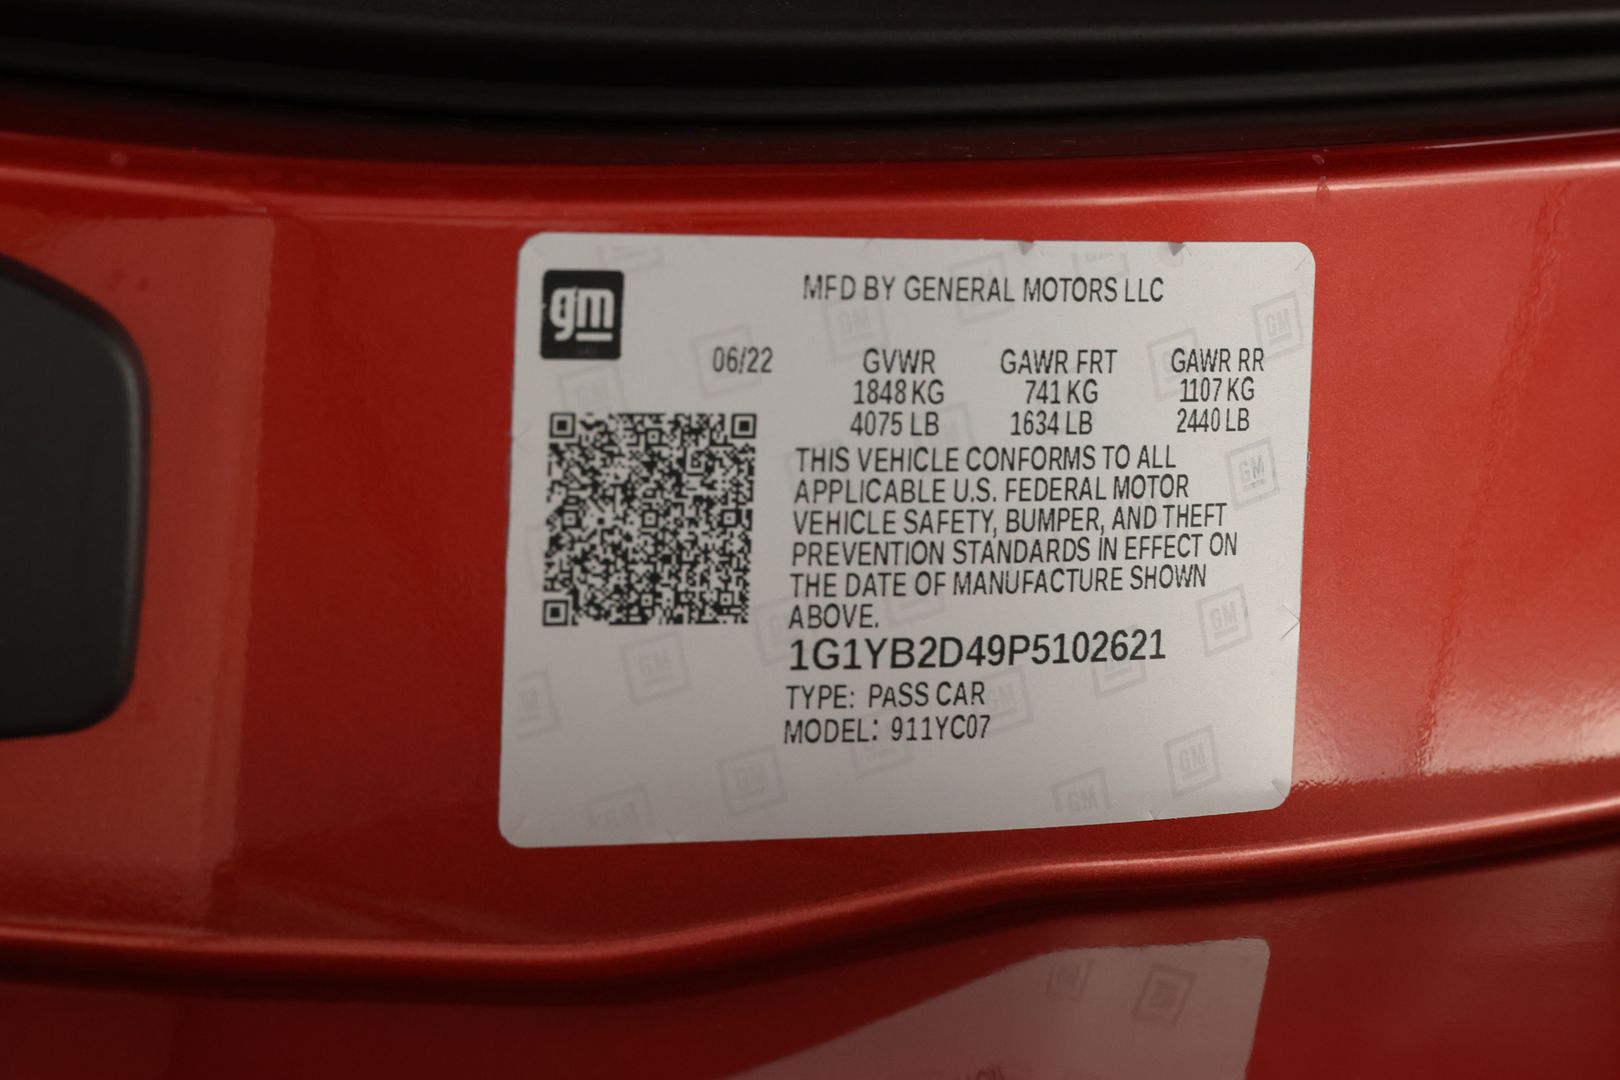 gm
MFD BY GENERAL MOTORS LLC
06/22 GVWR GAWR FRT GAWR RR
1848 KG 741 KG 1107 KG
4075 LB 1634 LB 2440 LB
THIS VEHICLE CONFORMS TO ALL
APPLICABLE U.S. FEDERAL MOTOR
VEHICLE SAFETY, BUMPER, AND THEFT
PREVENTION STANDARDS IN EFFECT ON
THE DATE OF MANUFACTURE SHOWN
ABOVE.
1G1YB2D49P5102621
TYPE: PASS CAR
MODEL: 911YC07